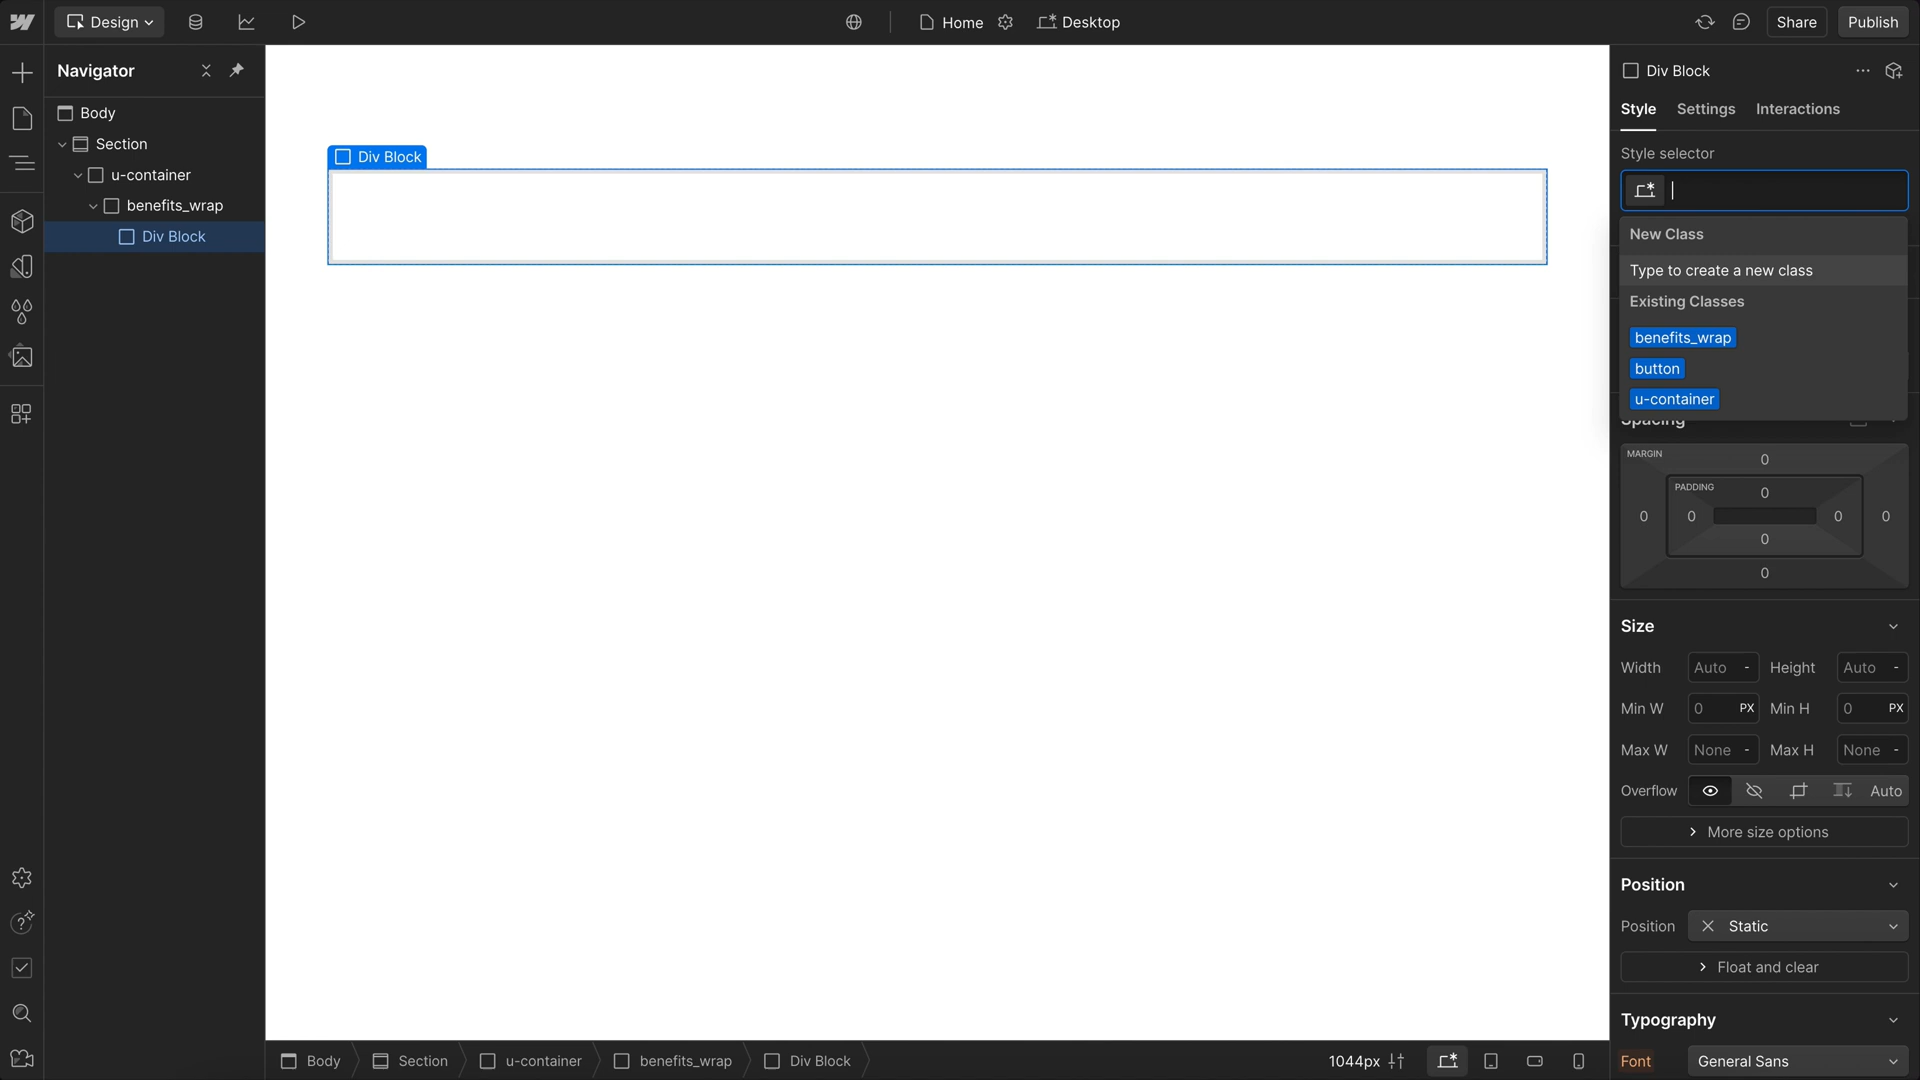 Design
Home
Desktop
Share
Publish
Navigator
Body
Section
u-container
benefits_wrap
Div Block
Div Block
Div Block
Style
Settings
Interactions
Style selector
New Class
Type to create a new class
Existing Classes
benefits_wrap
button
u-container
Spacing
MARGIN
0
PADDING
0
0 0 0 0
0
0
Size
Width Auto - Height Auto -
Min W 0 PX Min H 0 PX
Max W None - Max H None -
Overflow Auto
More size options
Position
Position Static
Float and clear
Typography
Font General Sans
Body Section u-container benefits_wrap Div Block
1044px